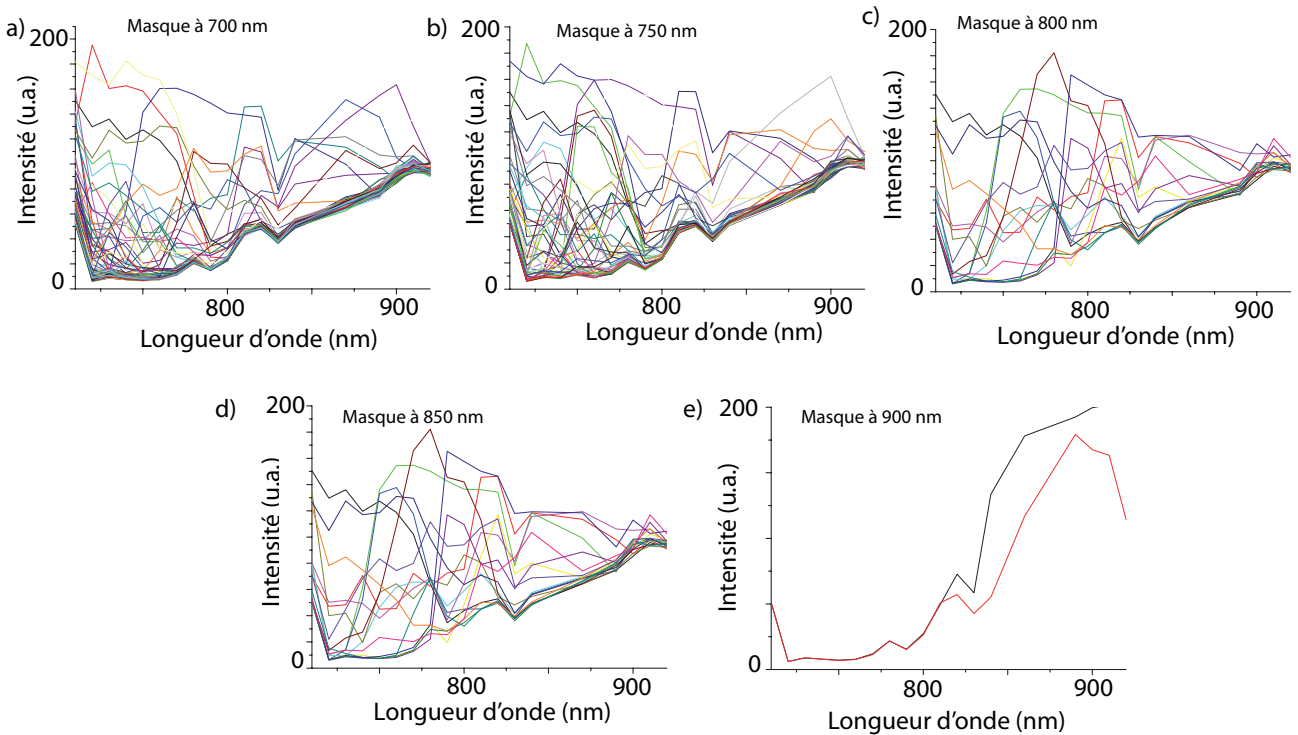 a)
Masque à 700 nm
200
0
Intensité (u.a.)
800
900
Longueur d'onde (nm)
b)
Masque à 750 nm
200
0
Intensité (u.a.)
800
900
Longueur d'onde (nm)
c)
Masque à 800 nm
200
0
Intensité (u.a.)
800
900
Longueur d'onde (nm)
d)
Masque à 850 nm
200
0
Intensité (u.a.)
800
900
Longueur d'onde (nm)
e)
Masque à 900 nm
200
0
Intensité (u.a.)
800
900
Longueur d'onde (nm)